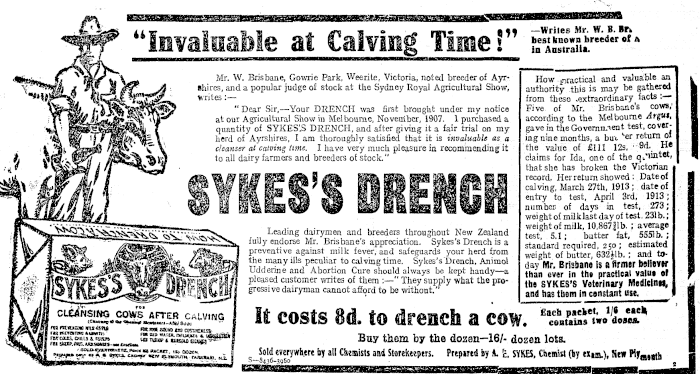 "Invaluable at Calving Time!"
—Writes Mr. W. B. Br
best known breeder of
in Australia.
Mr. W. Brisbane, Gowrie Park, Weerite, Victoria, noted breeder of Ayr-
shires, and a popular judge of stock at the Sydney Royal Agricultural Show,
writes:—
"Dear Sir,—Your DRENCH was first brought under my notice
at our Agricultural Show in Melbourne, November, 1907. I purchased a
quantity of SYKES'S DRENCH, and after giving it a fair trial on my
herd of Ayrshires, I am thoroughly satisfied that it is invaluable as a
cleanser at calving time. I have very much pleasure in recommending it
to all dairy farmers and breeders of stock."
SYKES'S DRENCH
Leading dairymen and breeders throughout New Zealand
fully endorse Mr. Brisbane's appreciation. Sykes's Drench is a
preventive against milk fever, and safeguards your herd from
the many ills peculiar to calving time. Sykes's Drench, Animol
Udderine and Abortion Cure should always be kept handy—a
pleased customer writes of them:—"They supply what the pro-
gressive dairyman cannot afford to be without."
How practical and valuable an
authority this is may be gathered
from these extraordinary facts:—
Five of Mr. Brisbane's cows,
according to the Melbourne Argus,
gave in the Government test, cover-
ing nine months, a butter return of
the value of £111 12s. 9d. He
claims for Ida, one of the quintet,
that she has broken the Victorian
record. Her return showed: Date of
calving, March 27th, 1913; date of
entry to test, April 3rd, 1913;
number of days in test, 273;
weight of milk last day of test, 23lb.;
weight of milk, 10,867¾lb.; average
test, 5.1; butter fat, 555lb.
standard required, 250; estimated
weight of butter, 632½lb.; and to-
day Mr. Brisbane is a firmer believer
than ever in the practical value of
the SYKES'S Veterinary Medicines,
and has them in constant use.
SYKES'S DRENCH
FOR
CLEANSING COWS AFTER CALVING
It costs 8d. to drench a cow.
Each packet, 1/6 each,
contains two doses.
Buy them by the dozen—16/- dozen lots.
Sold everywhere by all Chemists and Storekeepers. Prepared by A. E. SYKES, Chemist (by exam.), New Plymouth
S-8436-3960